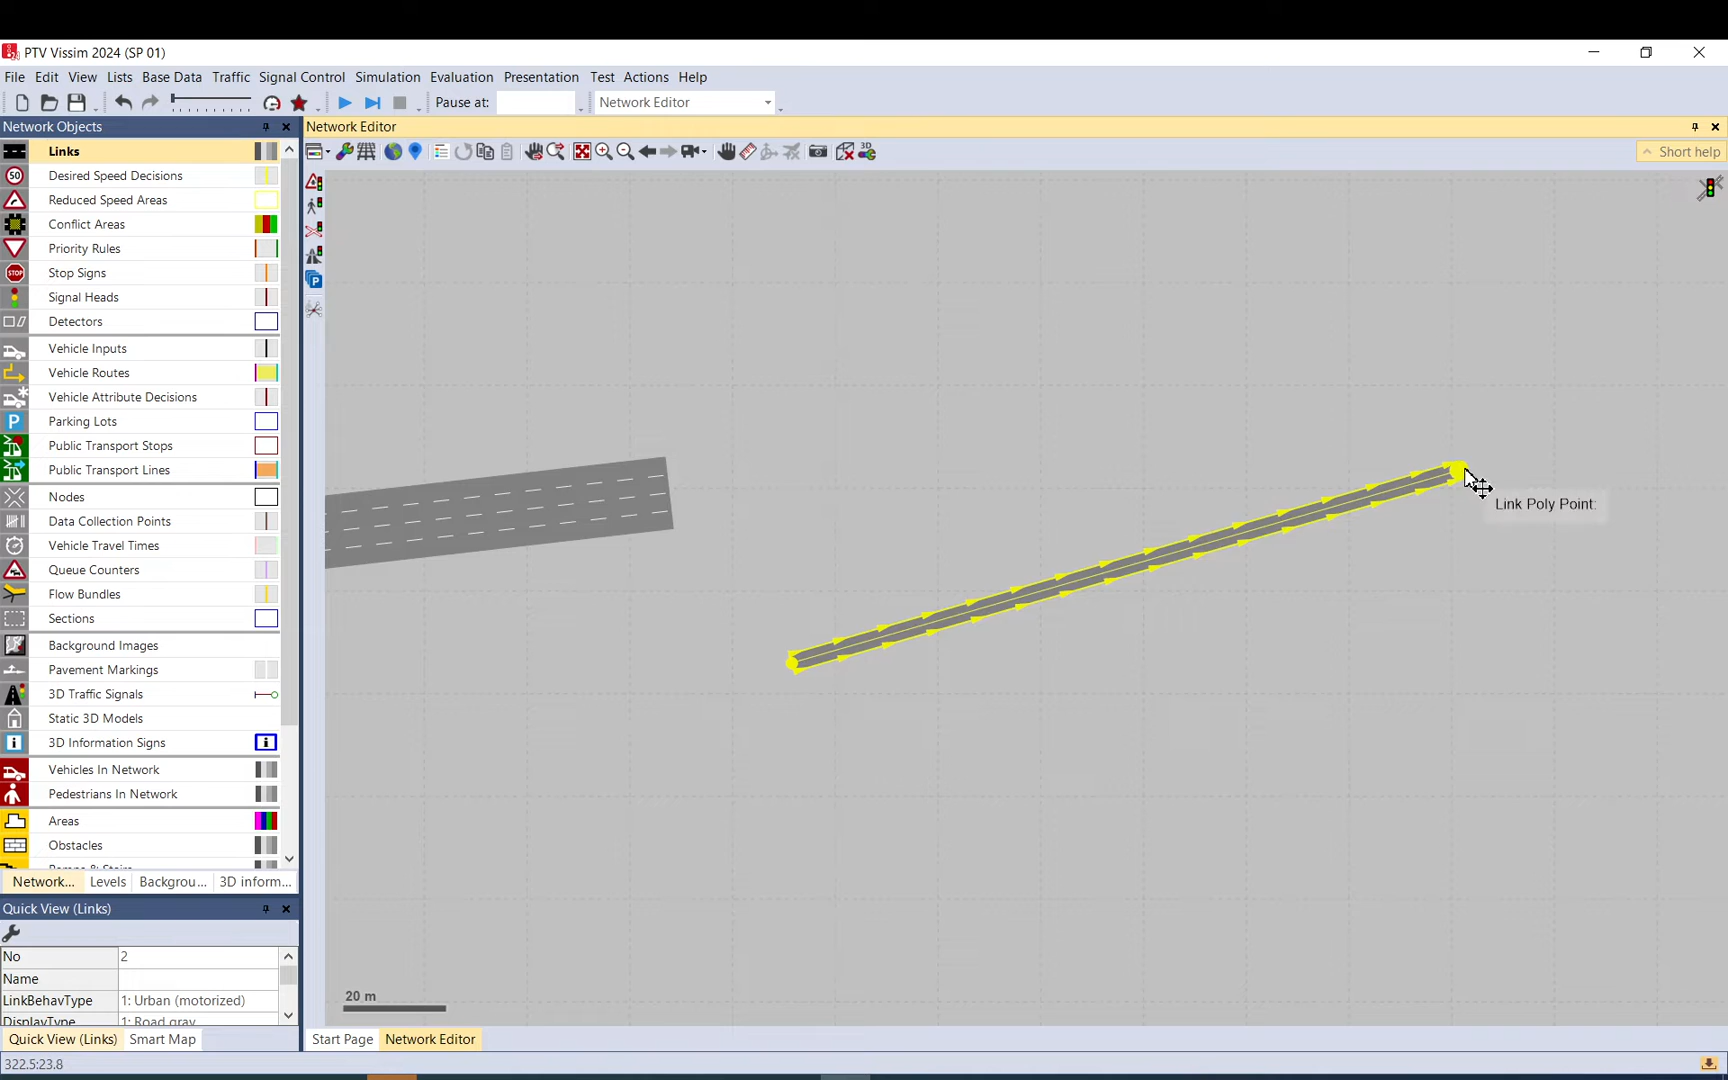 PTV Vissim 2024 (SP 01)
File Edit View Lists Base Data Traffic Signal Control Simulation Evaluation Presentation Test Actions Help
Pause at: Network Editor
Network Objects
Network Editor
Links
Short help
50 Desired Speed Decisions
Reduced Speed Areas
Conflict Areas
Priority Rules
STOP Stop Signs
Signal Heads
Detectors
Vehicle Inputs
Vehicle Routes
Vehicle Attribute Decisions
P Parking Lots
Public Transport Stops
Public Transport Lines
Nodes
Data Collection Points
Vehicle Travel Times
Queue Counters
Flow Bundles
Sections
Background Images
Pavement Markings
3D Traffic Signals
Static 3D Models
3D Information Signs
Vehicles In Network
Pedestrians In Network
Areas
Obstacles
Ramps & Stairs
Link Poly Point:
Network... Levels Backgrou... 3D inform...
Quick View (Links)
No 2
Name
LinkBehavType 1: Urban (motorized)
DisplayType 1: Road gray
20 m
Quick View (Links) Smart Map
Start Page Network Editor
322.5:23.8